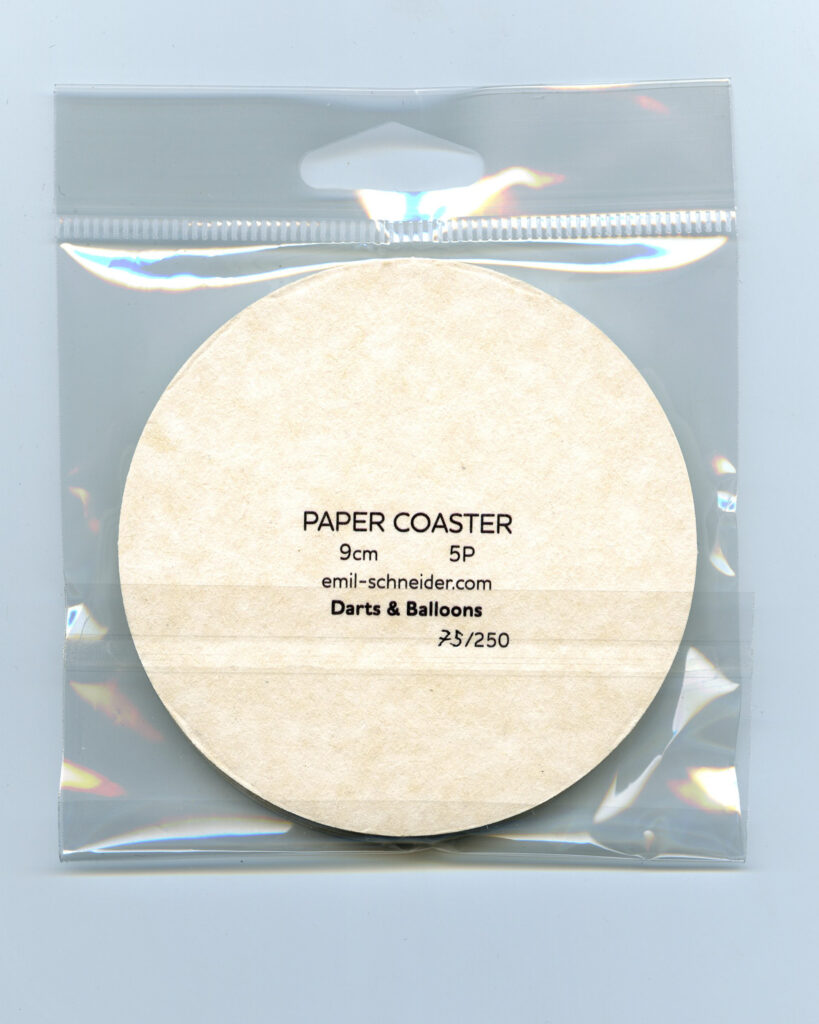 PAPER COASTER
9cm 5P
emil-schneider.com
Darts & Balloons
75/250